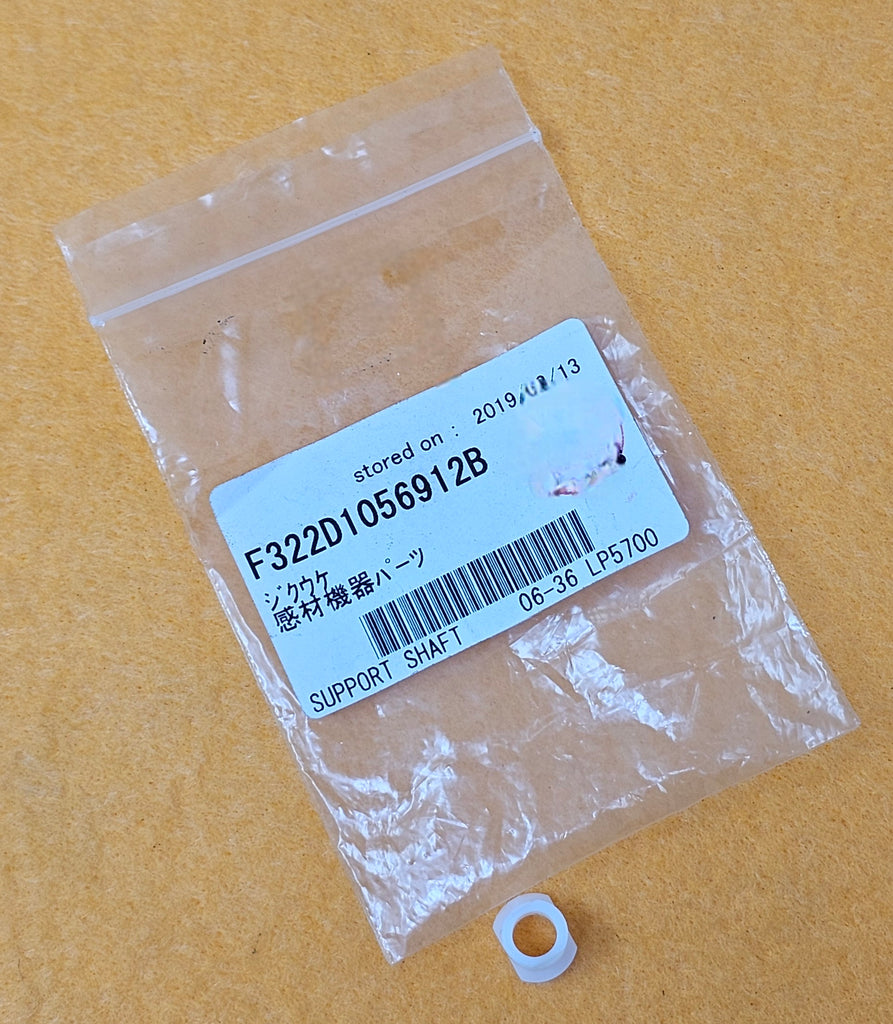 stored on : 2019/
/13
F322D1056912B
ジクウケ
感材機器パーツ
06-36 LP5700
SUPPORT SHAFT